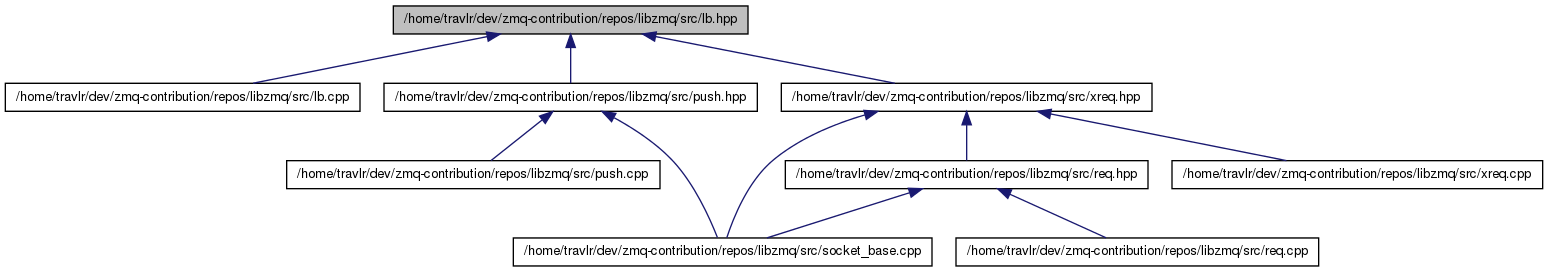 /home/travlr/dev/zmq-contribution/repos/libzmq/src/lb.hpp
/home/travlr/dev/zmq-contribution/repos/libzmq/src/lb.cpp
/home/travlr/dev/zmq-contribution/repos/libzmq/src/push.hpp
/home/travlr/dev/zmq-contribution/repos/libzmq/src/xreq.hpp
/home/travlr/dev/zmq-contribution/repos/libzmq/src/push.cpp
/home/travlr/dev/zmq-contribution/repos/libzmq/src/req.hpp
/home/travlr/dev/zmq-contribution/repos/libzmq/src/xreq.cpp
/home/travlr/dev/zmq-contribution/repos/libzmq/src/socket_base.cpp
/home/travlr/dev/zmq-contribution/repos/libzmq/src/req.cpp